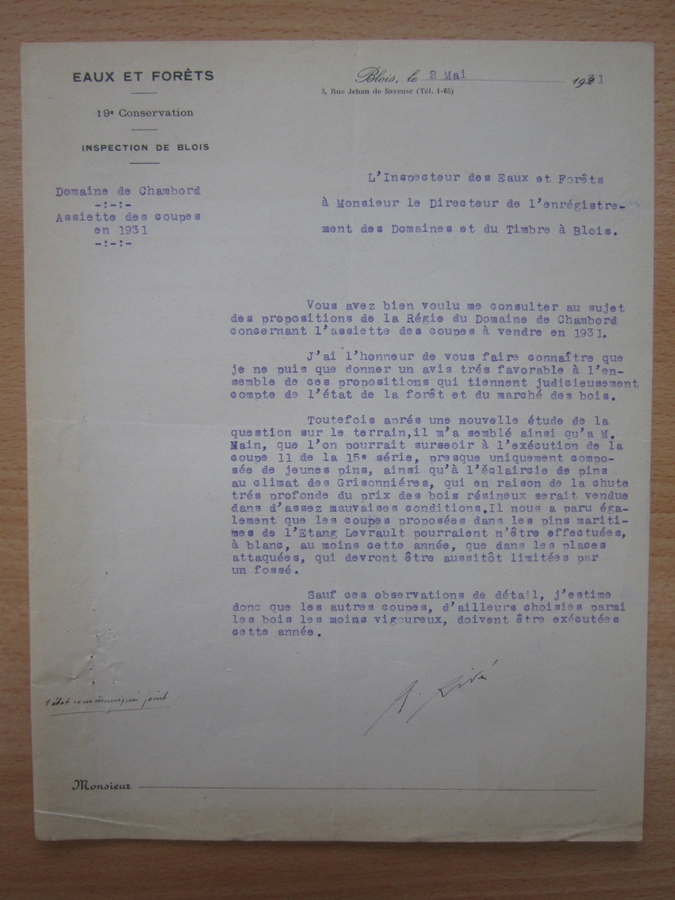 EAUX ET FORÊTS
19e Conservation
INSPECTION DE BLOIS
Blois, le 2 Mai 1931
5, Rue Jehan de Saveuse (Tél. 1-65)
Domaine de Chambord
-:-:-
Assiette des coupes
en 1931
-:-:-
L'Inspecteur des Eaux et Forêts
à Monsieur le Directeur de l'enrégistre-
ment des Domaines et du Timbre à Blois.
Vous avez bien voulu me consulter au sujet
des propositions de la Régie du Domaine de Chambord
concernant l'assiette des coupes à vendre en 1931.
J'ai l'honneur de vous faire connaître que
je ne puis que donner un avis trés favorable à l'en-
semble de ces propositions qui tiennent judicieusement
compte de l'état de la forêt et du marché des bois.
Toutefois aprés une nouvelle étude de la
question sur le terrain,il m'a semblé ainsi qu'a M.
Nain, que l'on pourrait surseoir à l'exécution de la
coupe 11 de la 15e série, presque uniquement compo-
sée de jeunes pins, ainsi qu'à l'éclaircie de pins
au climat des Grisonniéres, qui en raison de la chute
trés profonde du prix des bois résineux serait vendue
dans d'assez mauvaises conditions.Il nous a paru éga-
lement que les coupes proposées dans les pins mariti-
mes de l'Etang Levrault pourraient n'être effectuées,
à blanc, au moins cette année, que dans les places
attaquées, qui devront être aussitôt limitées par
un fossé.
Sauf ces observations de détail, j'estime
donc que les autres coupes, d'ailleurs choisies parmi
les bois les moins vigoureux, doivent être exécutées
cette année.
1 état communiqué joint
Monsieur